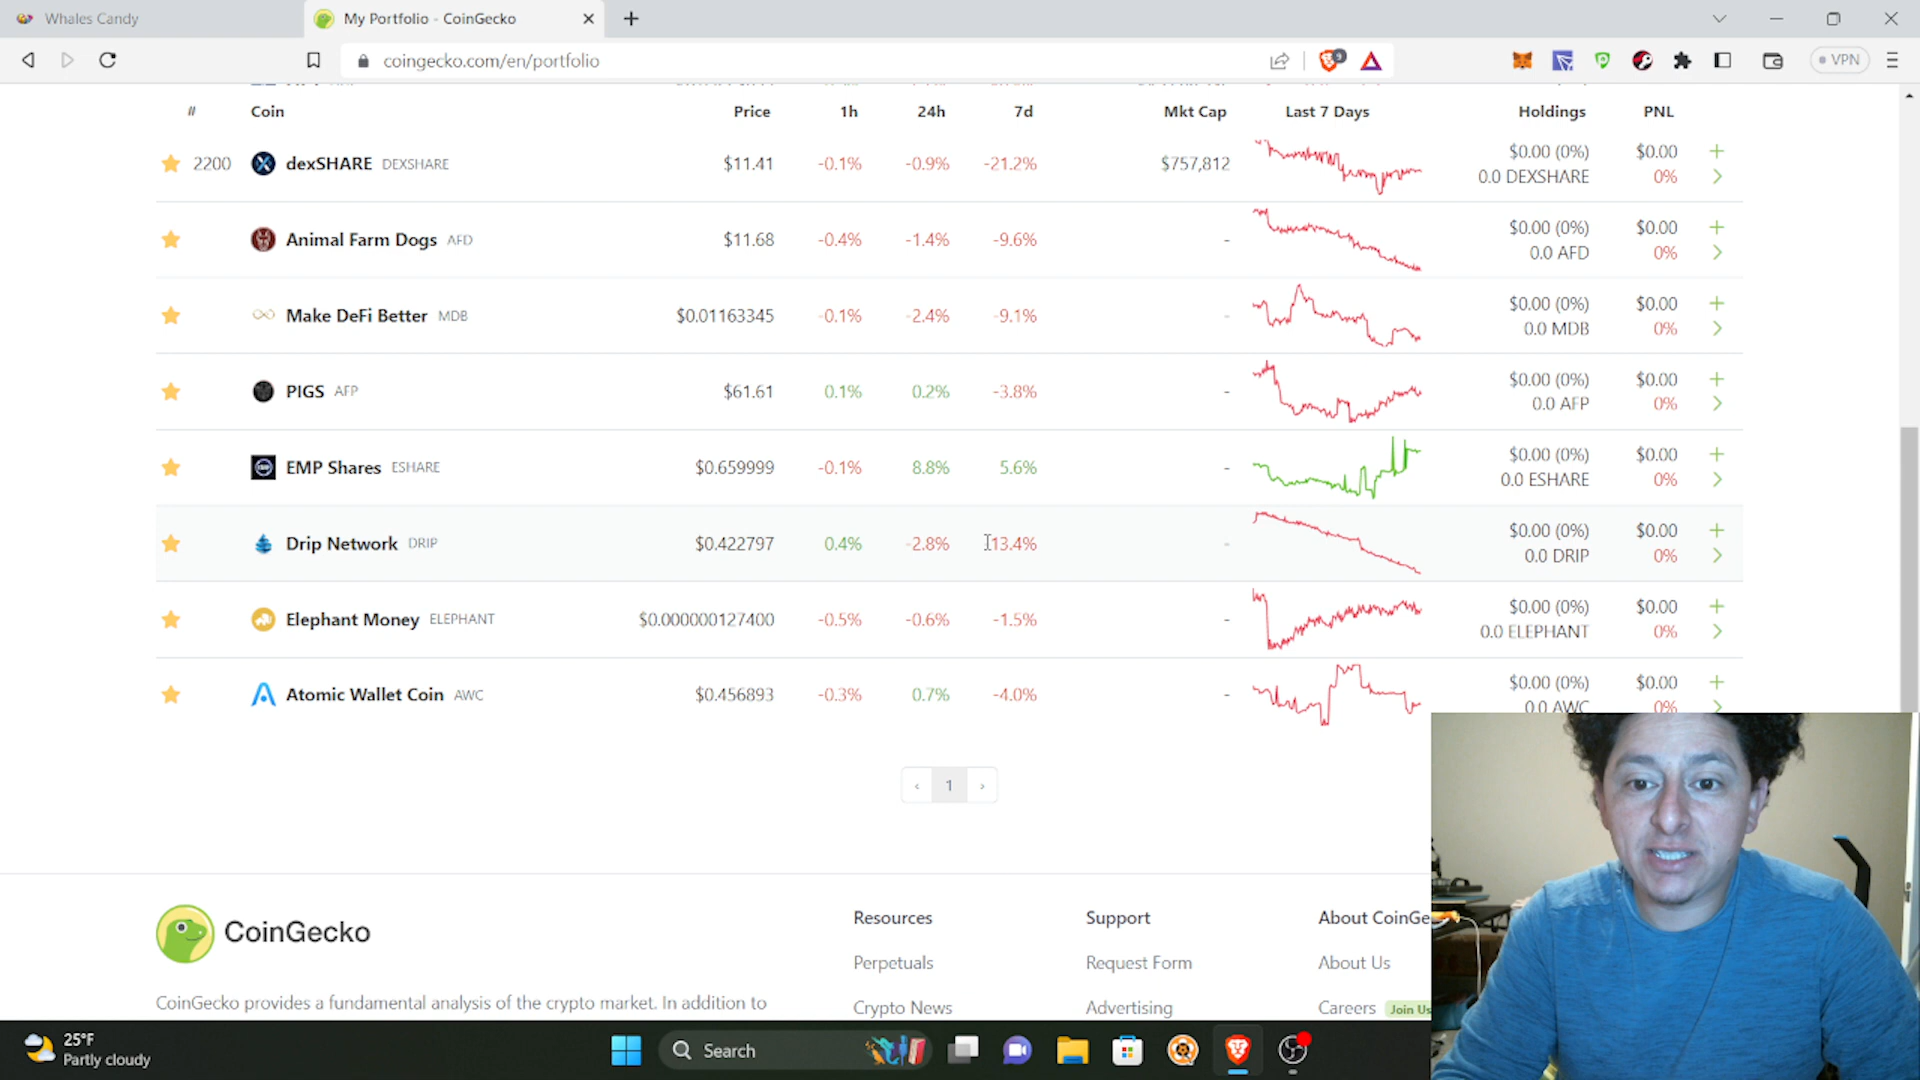 Whales Candy
My Portfolio - CoinGecko
coingecko.com/en/portfolio
9
VPN
# Coin Price 1h 24h 7d Mkt Cap Last 7 Days Holdings PNL
2200 dexSHARE DEXSHARE $11.41 -0.1% -0.9% -21.2% $757,812 $0.00 (0%) $0.00 +
0.0 DEXSHARE 0%
Animal Farm Dogs AFD $11.68 -0.4% -1.4% -9.6% - $0.00 (0%) $0.00 +
0.0 AFD 0%
Make DeFi Better MDB $0.01163345 -0.1% -2.4% -9.1% - $0.00 (0%) $0.00 +
0.0 MDB 0%
PIGS AFP $61.61 0.1% 0.2% -3.8% - $0.00 (0%) $0.00 +
0.0 AFP 0%
EMP Shares ESHARE $0.659999 -0.1% 8.8% 5.6% - $0.00 (0%) $0.00 +
0.0 ESHARE 0%
Drip Network DRIP $0.422797 0.4% -2.8% 13.4% - $0.00 (0%) $0.00 +
0.0 DRIP 0%
Elephant Money ELEPHANT $0.000000127400 -0.5% -0.6% -1.5% - $0.00 (0%) $0.00 +
0.0 ELEPHANT 0%
Atomic Wallet Coin AWC $0.456893 -0.3% 0.7% -4.0% - $0.00 (0%) $0.00 +
0.0 AWC 0%
‹ 1 ›
CoinGecko
CoinGecko provides a fundamental analysis of the crypto market. In addition to
Resources
Perpetuals
Crypto News
Support
Request Form
Advertising
About CoinGe
About Us
Careers Join Us
25°F
Partly cloudy
Search